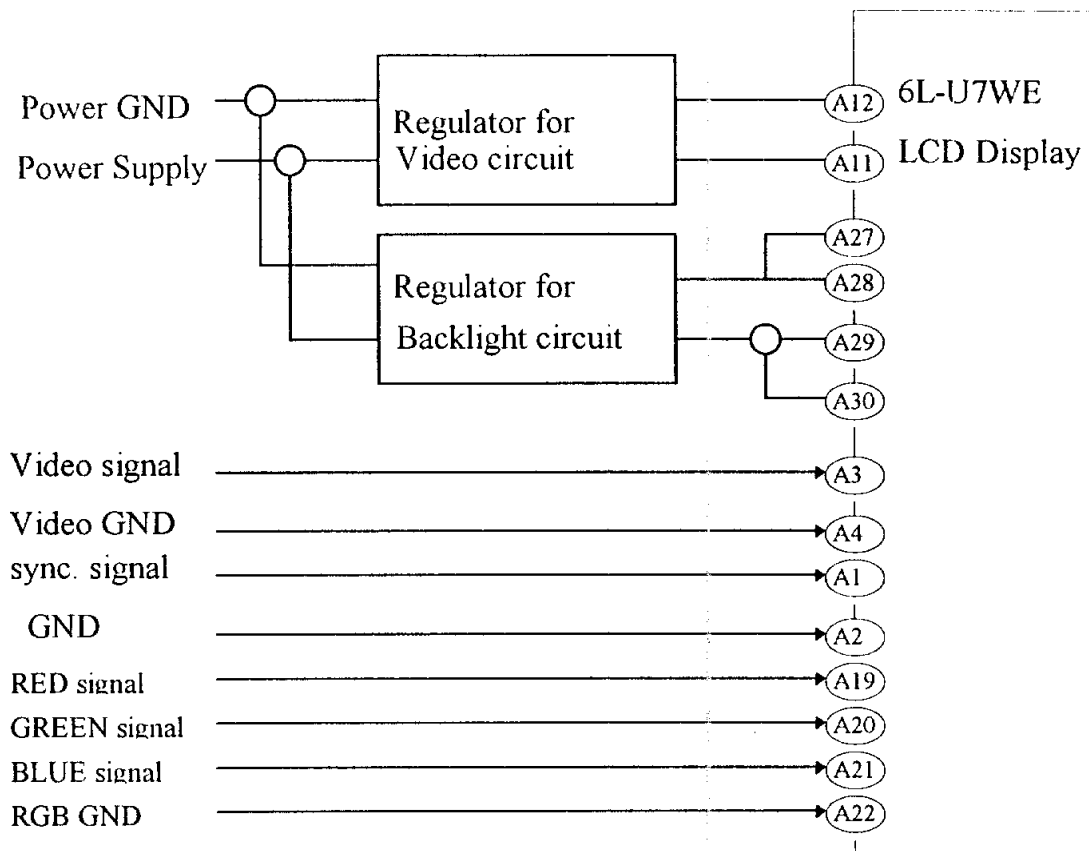 Power GND
Power Supply
Regulator for
Video circuit
Regulator for
Backlight circuit
A12
6L-U7WE
A11
LCD Display
A27
A28
A29
A30
Video signal
A3
Video GND
A4
sync. signal
A1
GND
A2
RED signal
A19
GREEN signal
A20
BLUE signal
A21
RGB GND
A22